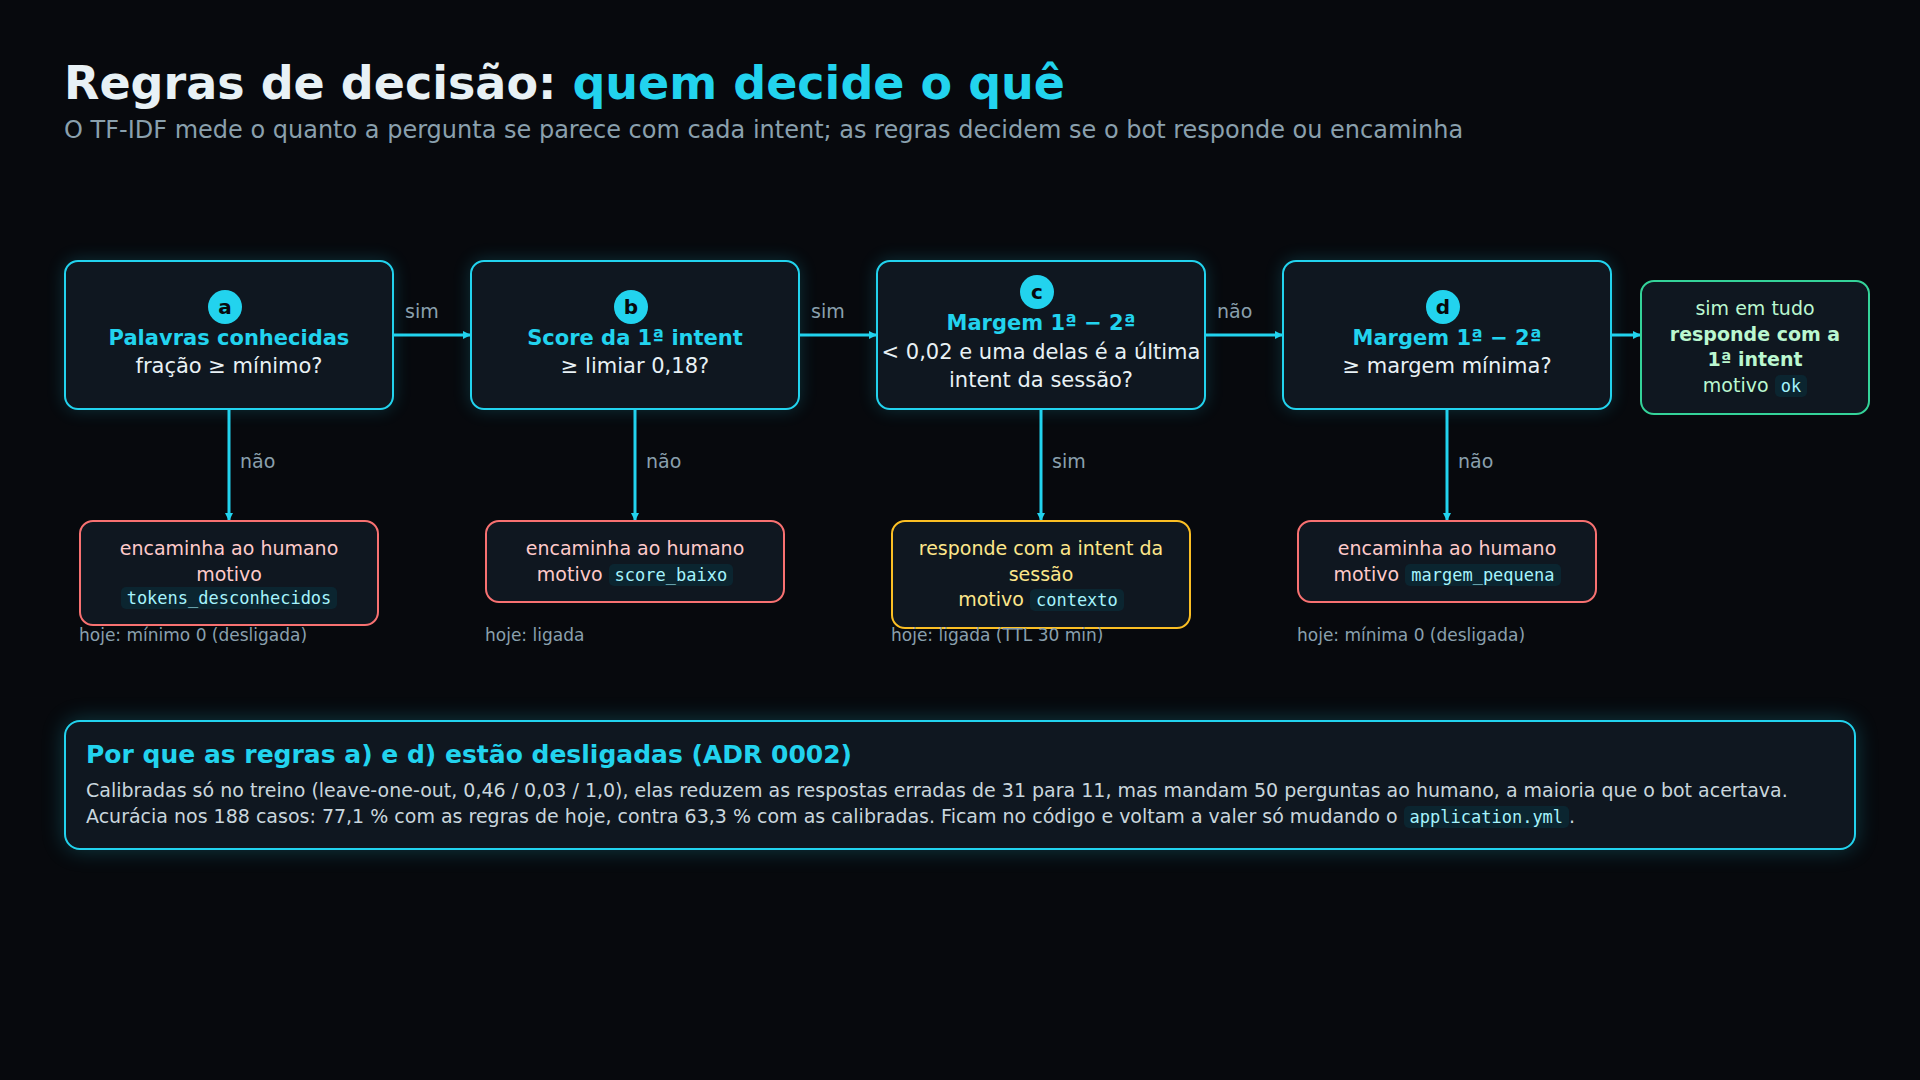 Regras de decisão: quem decide o quê
O TF-IDF mede o quanto a pergunta se parece com cada intent; as regras decidem se o bot responde ou encaminha
a
Palavras conhecidas
fração ≥ mínimo?
sim
b
Score da 1ª intent
≥ limiar 0,18?
sim
c
Margem 1ª − 2ª
< 0,02 e uma delas é a última
intent da sessão?
não
d
Margem 1ª − 2ª
≥ margem mínima?
sim em tudo
responde com a
1ª intent
motivo ok
não
não
sim
não
encaminha ao humano
motivo
tokens_desconhecidos
hoje: mínimo 0 (desligada)
encaminha ao humano
motivo score_baixo
hoje: ligada
responde com a intent da
sessão
motivo contexto
hoje: ligada (TTL 30 min)
encaminha ao humano
motivo margem_pequena
hoje: mínima 0 (desligada)
Por que as regras a) e d) estão desligadas (ADR 0002)
Calibradas só no treino (leave-one-out, 0,46 / 0,03 / 1,0), elas reduzem as respostas erradas de 31 para 11, mas mandam 50 perguntas ao humano, a maioria que o bot acertava.
Acurácia nos 188 casos: 77,1 % com as regras de hoje, contra 63,3 % com as calibradas. Ficam no código e voltam a valer só mudando o application.yml.